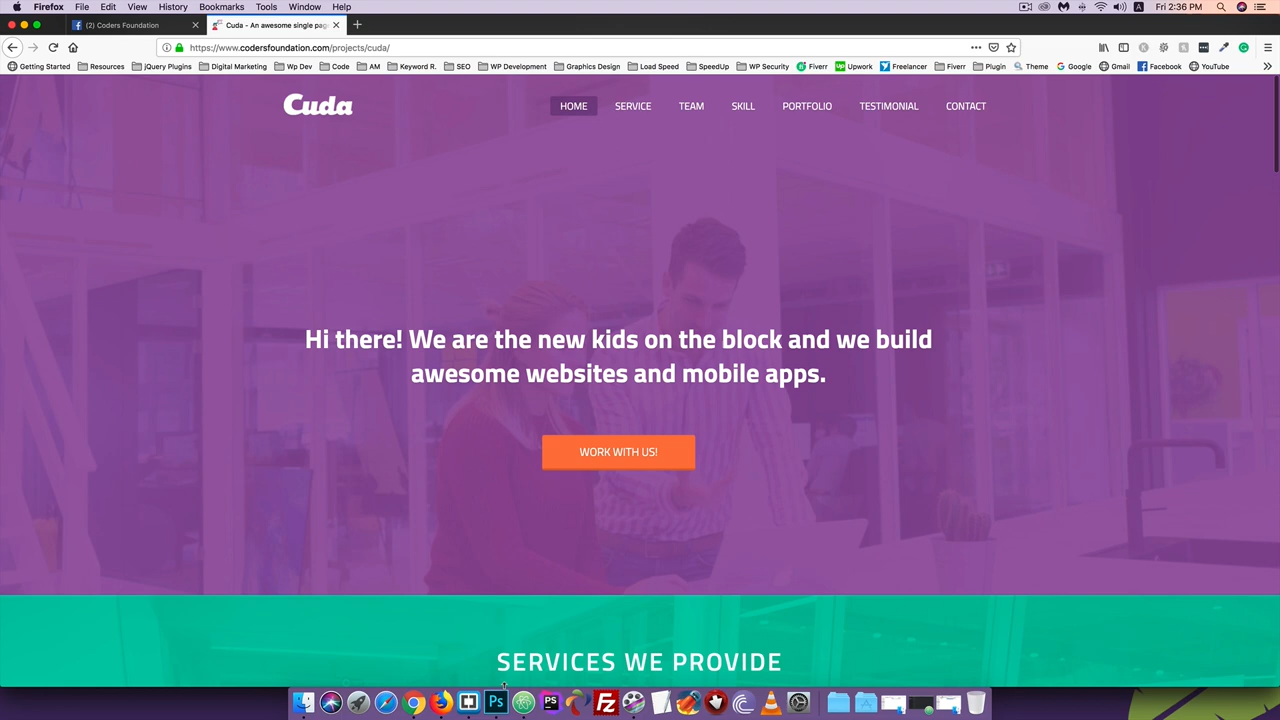 Firefox File Edit View History Bookmarks Tools Window Help
A Fri 2:36 PM
(2) Coders Foundation
Cuda - An awesome single pag
https://www.codersfoundation.com/projects/cuda/
Getting Started Resources jQuery Plugins Digital Marketing Wp Dev Code AM Keyword R. SEO WP Development Graphics Design Load Speed SpeedUp WP Security Fiverr Upwork Freelancer Fiverr Plugin Theme Google Gmail Facebook YouTube
Cuda
HOME SERVICE TEAM SKILL PORTFOLIO TESTIMONIAL CONTACT
Hi there! We are the new kids on the block and we build
awesome websites and mobile apps.
WORK WITH US!
SERVICES WE PROVIDE
Ps
PS
FZ